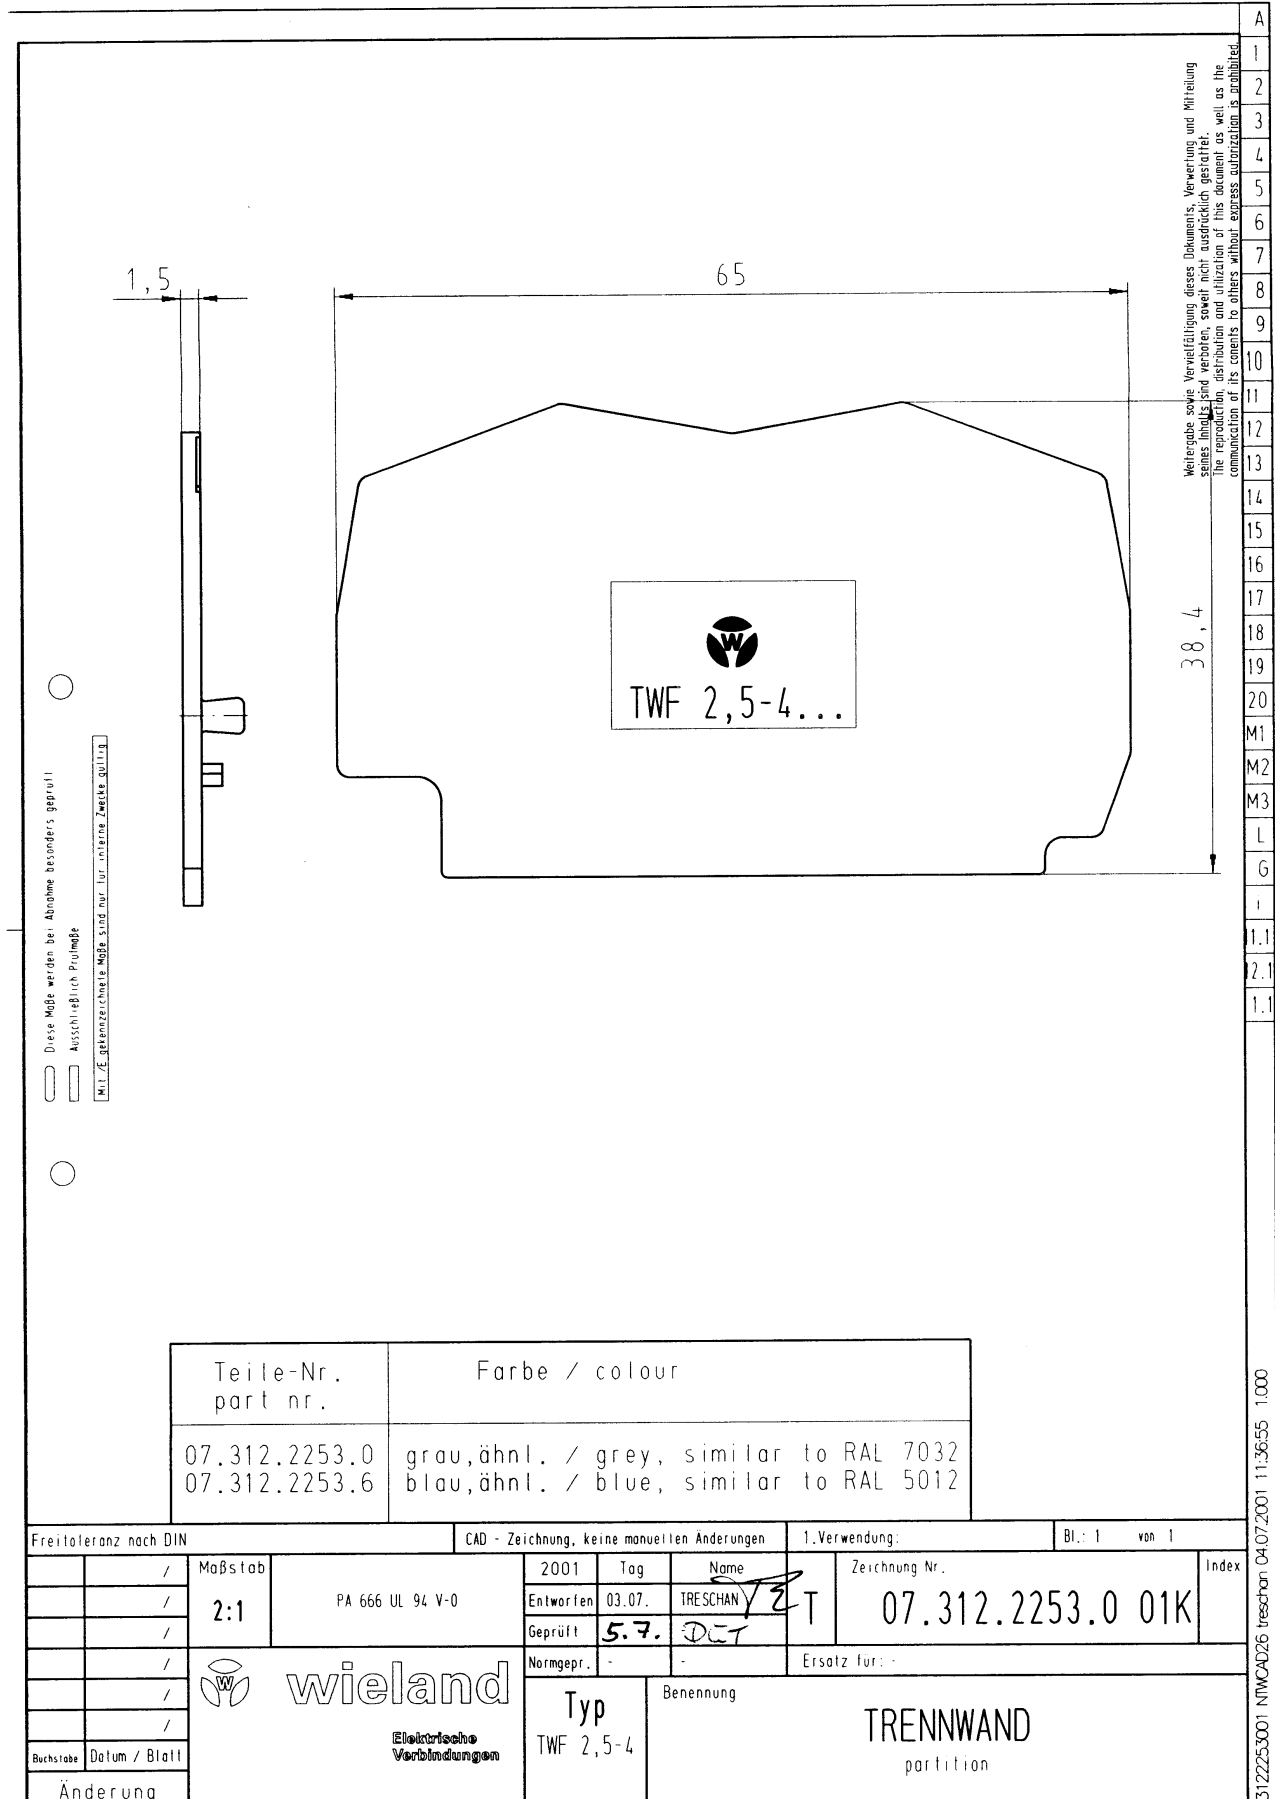 A
1
2
3
4
5
6
7
8
9
10
11
12
13
14
15
16
17
18
19
20
M1
M2
M3
L
G
1.1
2.1
1.1
Weitergabe sowie Vervielfältigung dieses Dokuments, Verwertung und Mitteilung
seines Inhalts sind verboten, soweit nicht ausdrücklich gestattet.
The reproduction, distribution and utilization of this document as well as the
communication of its conents to others without express autorization is prohibited.
1,5
65
38,4
W
TWF 2,5-4...
Diese Maße werden bei Abnahme besonders geprüft
Ausschließlich Prüfmaße
Mit /E gekennzeichnete Maße sind nur für interne Zwecke gültig
Teile-Nr.
part nr.
Farbe / colour
07.312.2253.0 grau,ähnl. / grey, similar to RAL 7032
07.312.2253.6 blau,ähnl. / blue, similar to RAL 5012
Freitoleranz nach DIN
CAD - Zeichnung, keine manuellen Änderungen
1.Verwendung:
Bl.: 1 von 1
/
/
/
/
/
/
Buchstabe
Datum / Blatt
Änderung
Maßstab
2:1
PA 666 UL 94 V-0
2001 Tag Name
Entworfen 03.07. TRESCHAN
Geprüft 5.7.
Normgepr. - -
T
Zeichnung Nr.
07.312.2253.0 01K
Index
Ersatz für: -
W
wieland
Elektrische
Verbindungen
Typ
TWF 2,5-4
Benennung
TRENNWAND
partition
3122253001 NTWCAD26 treschan 04.07.2001 11:36:55 1.000